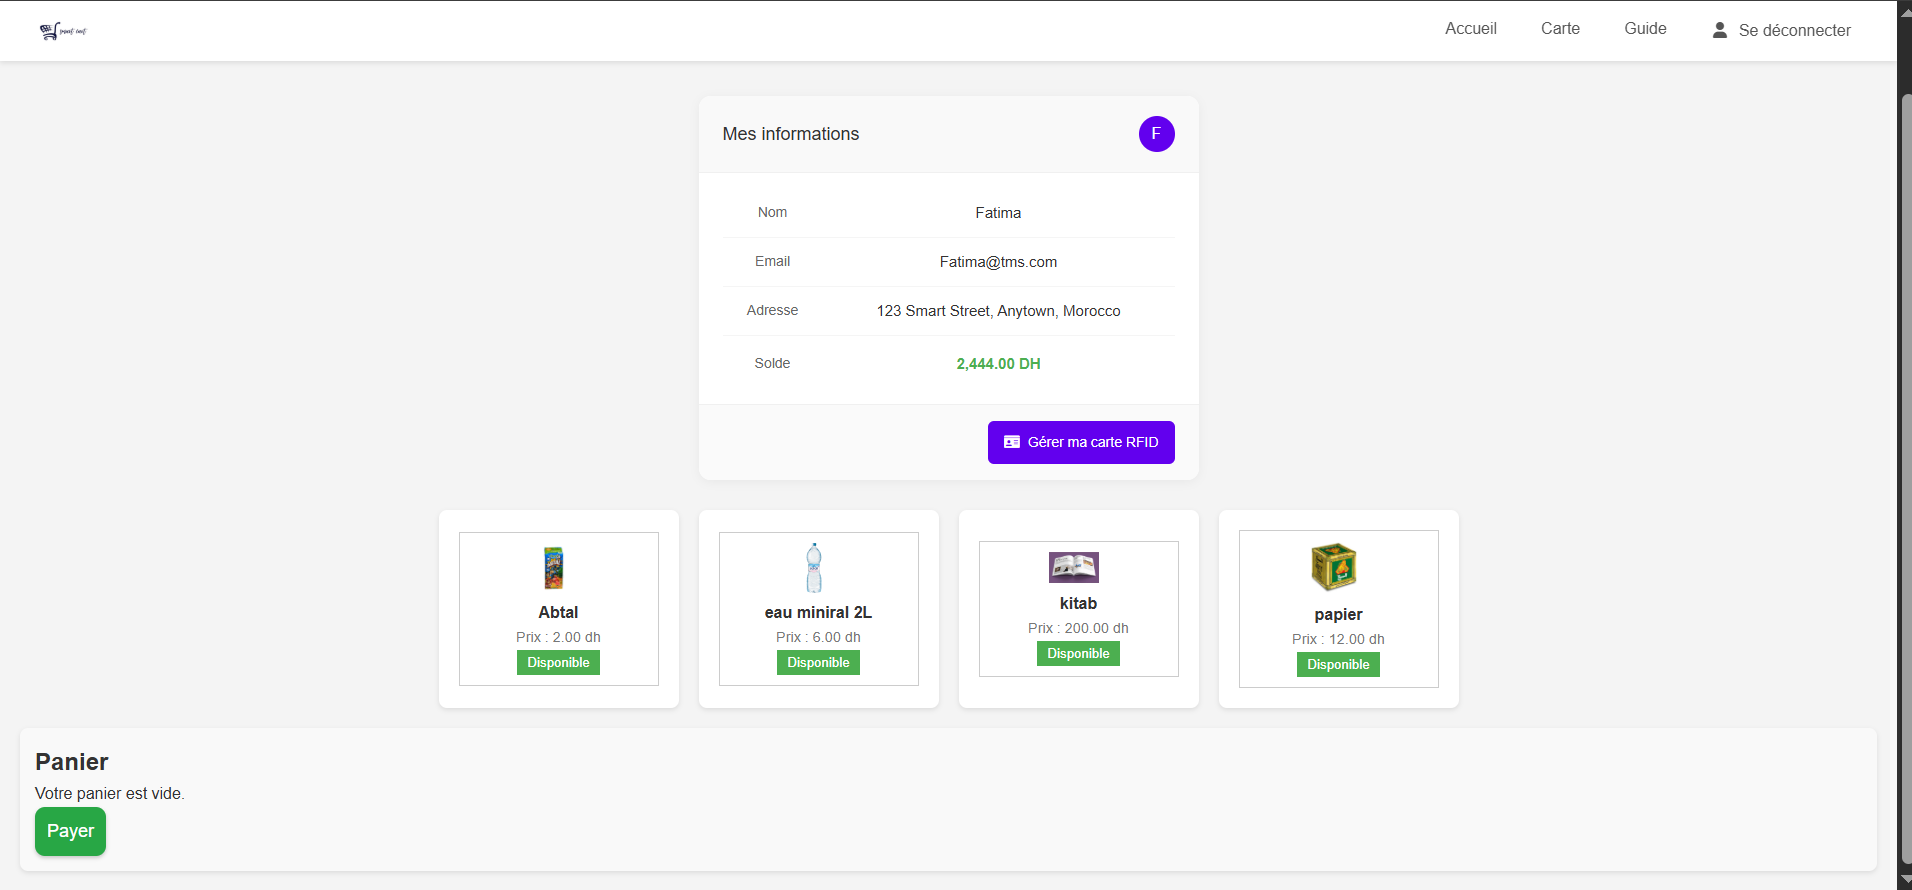 Accueil
Carte
Guide
Se déconnecter
Mes informations
F
Nom
Fatima
Email
Fatima@tms.com
Adresse
123 Smart Street, Anytown, Morocco
Solde
2,444.00 DH
Gérer ma carte RFID
Abtal
Prix : 2.00 dh
Disponible
eau miniral 2L
Prix : 6.00 dh
Disponible
kitab
Prix : 200.00 dh
Disponible
papier
Prix : 12.00 dh
Disponible
Panier
Votre panier est vide.
Payer